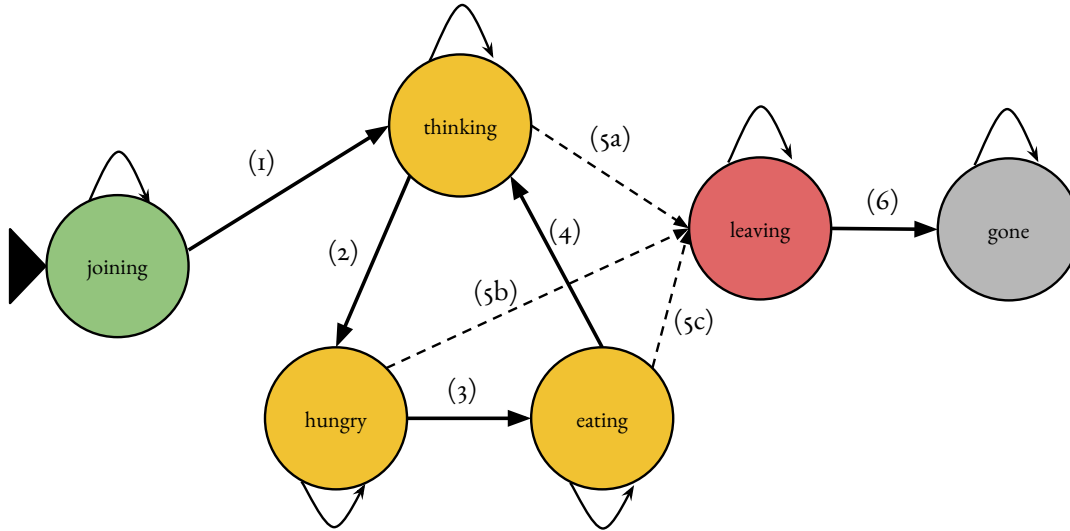 thinking
(1)
(5a)
(6)
leaving
gone
(2)
(4)
joining
(5b)
(5c)
(3)
hungry
eating